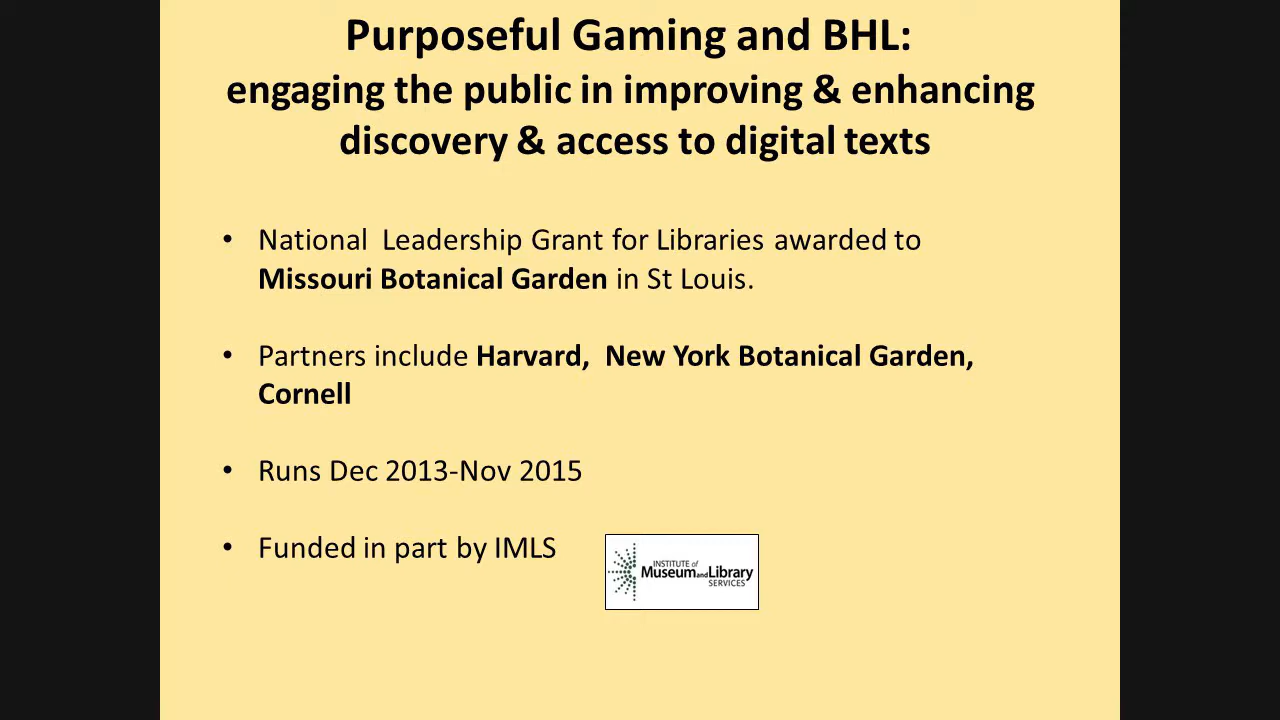 Purposeful Gaming and BHL:
engaging the public in improving & enhancing
discovery & access to digital texts
• National Leadership Grant for Libraries awarded to
Missouri Botanical Garden in St Louis.
• Partners include Harvard, New York Botanical Garden,
Cornell
• Runs Dec 2013-Nov 2015
• Funded in part by IMLS
INSTITUTE of
Museum and Library
SERVICES